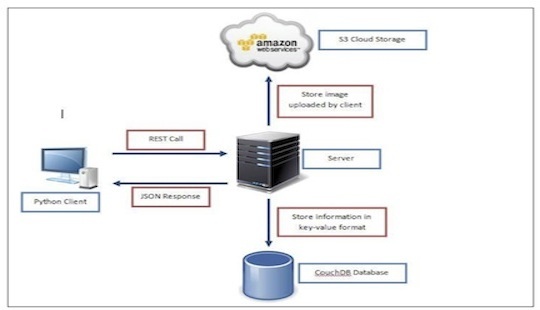 amazon
webservices™
S3 Cloud Storage
Store image
uploaded by client
REST Call
Server
Python Client
JSON Response
Store information in
key-value format
CouchDB Database